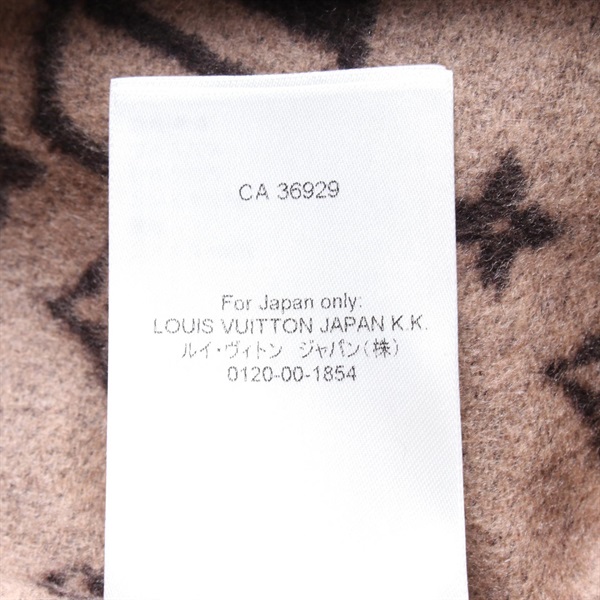 CA 36929
For Japan only:
LOUIS VUITTON JAPAN K.K.
ルイ・ヴィトン ジャパン(株)
0120-00-1854